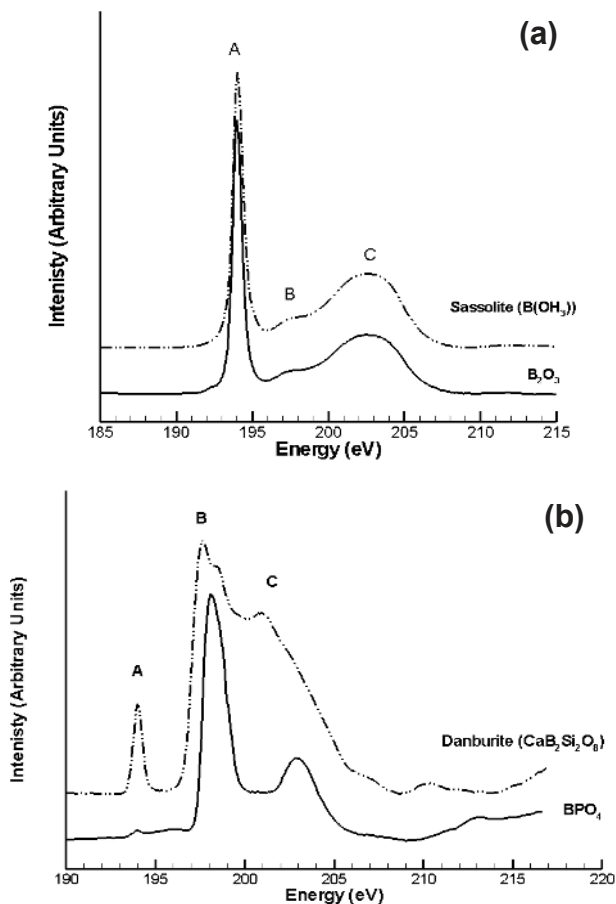 (a)
A
B
C
Intenisty (Arbitrary Units)
Sassolite (B(OH₃))
B₂O₃
185 190 195 200 205 210 215
Energy (eV)
(b)
B
C
A
Intenisty (Arbitrary Units)
Danburite (CaB₂Si₂O₈)
BPO₄
190 195 200 205 210 215 220
Energy (eV)